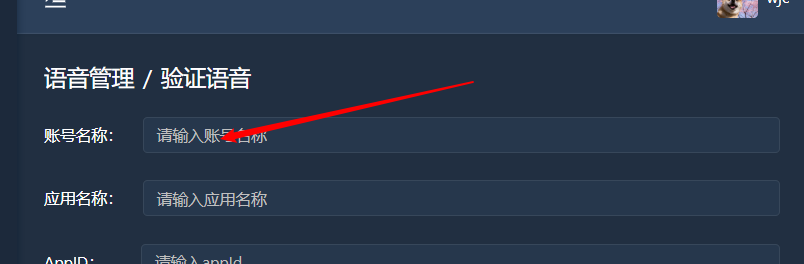 wjc
语音管理 / 验证语音
账号名称： 请输入账号名称
应用名称： 请输入应用名称
AppID： 请输入appId